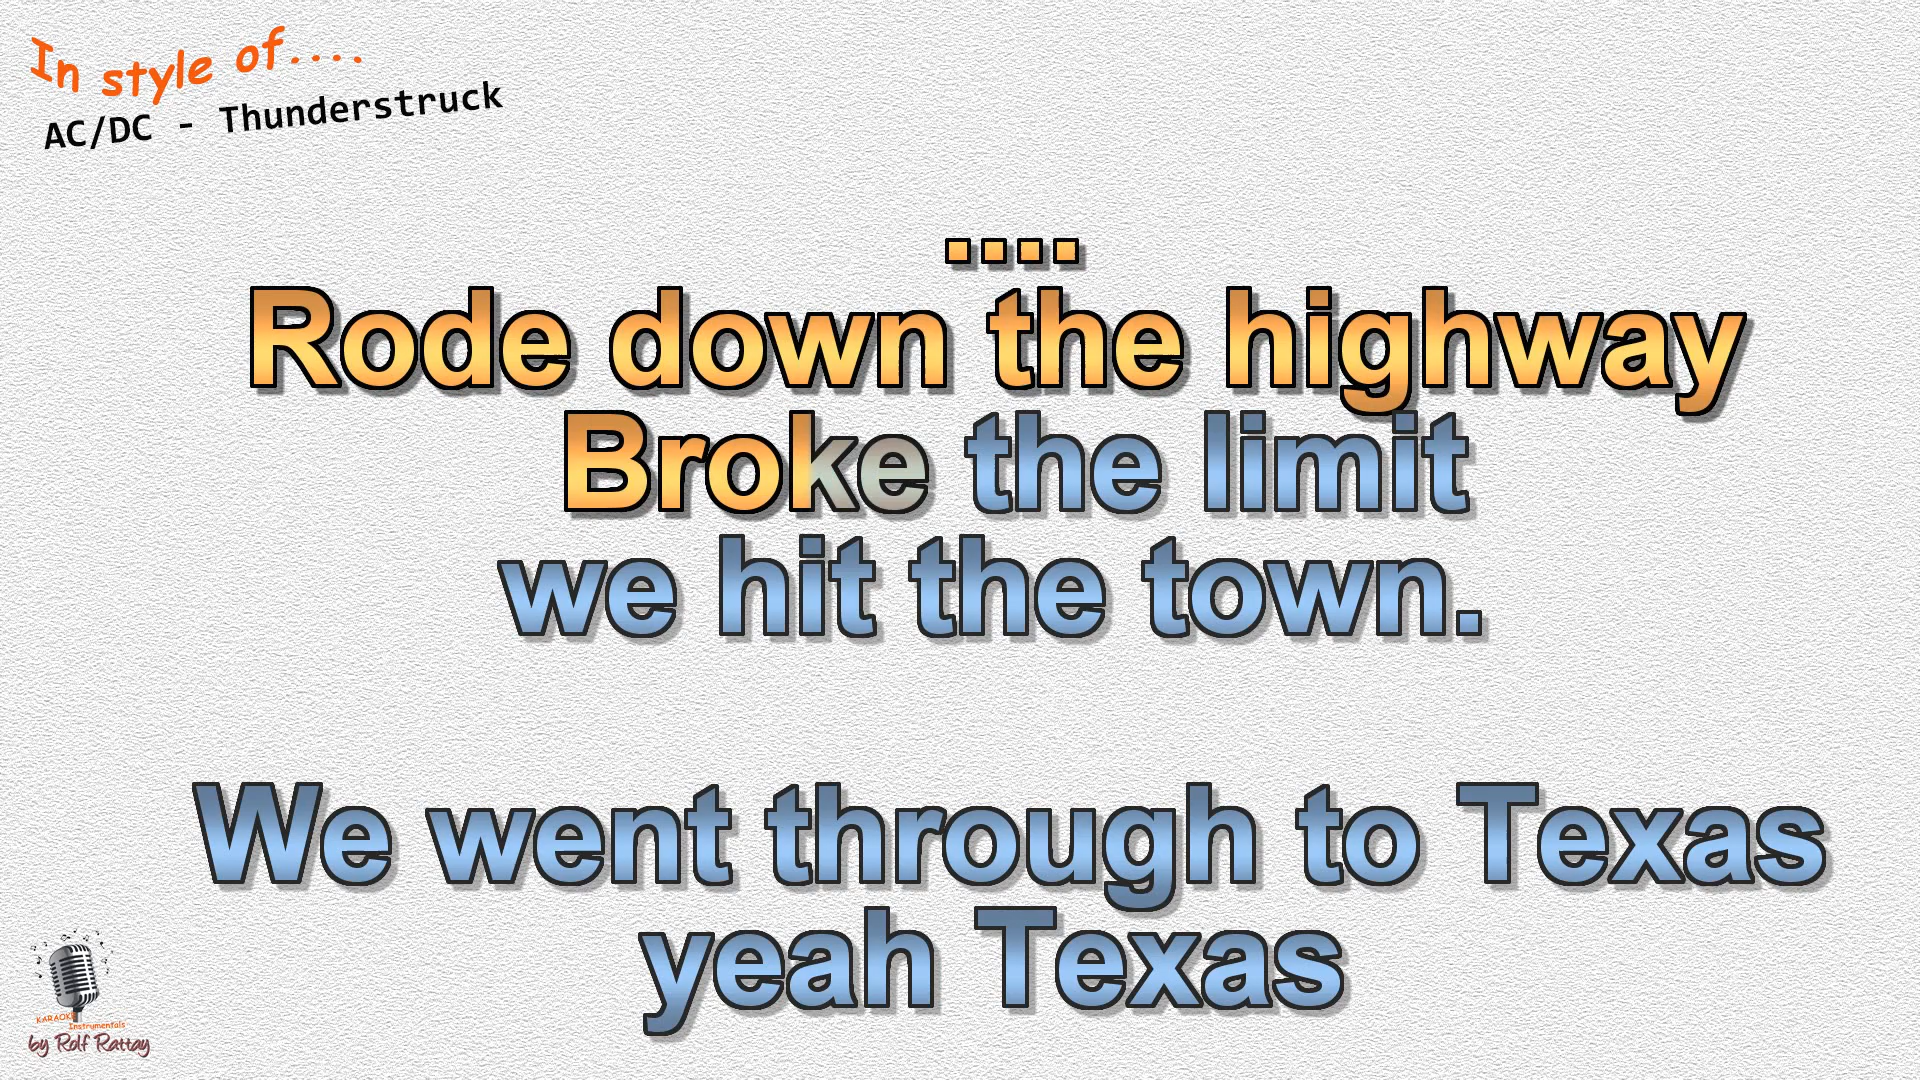 In style of....
AC/DC - Thunderstruck
....
Rode down the highway
Broke the limit
we hit the town.
We went through to Texas
yeah Texas
KARAOKE
Instrumentals
by Rolf Rattay